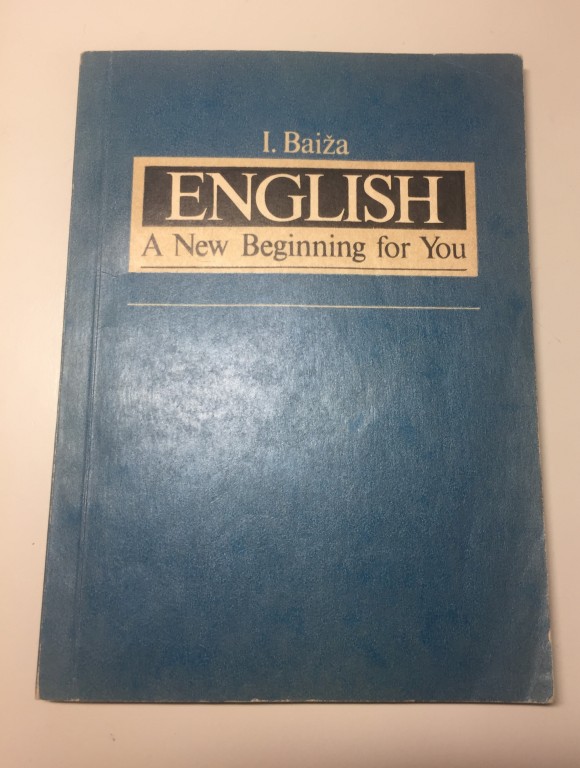 I. Baiža
ENGLISH
A New Beginning for You